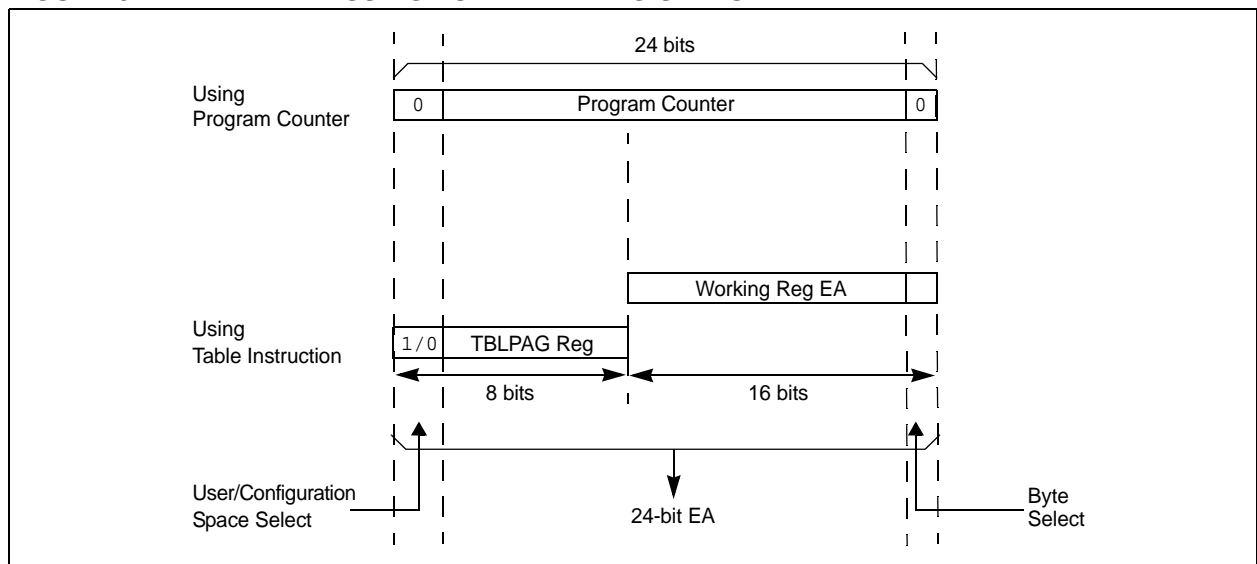 24 bits
Using
Program Counter
0
Program Counter
0
Working Reg EA
Using
Table Instruction
1/0
TBLPAG Reg
8 bits
16 bits
User/Configuration
Space Select
24-bit EA
Byte
Select